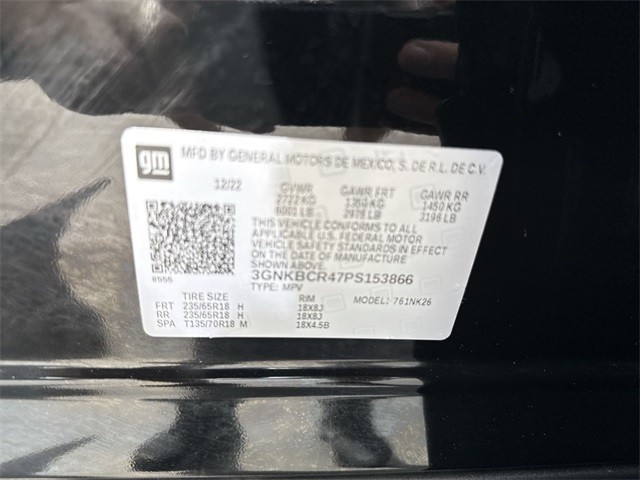 gm
MFD BY GENERAL MOTORS DE MEXICO, S. DE R.L. DE C.V.
12/22 GVWR GAWR FRT GAWR RR
2722 KG 1350 KG 1450 KG
6001 LB 2976 LB 3196 LB
THIS VEHICLE CONFORMS TO ALL
APPLICABLE U.S. FEDERAL MOTOR
VEHICLE SAFETY STANDARDS IN EFFECT
ON THE DATE OF MANUFACTURE SHOWN ABOVE.
3GNKBCR47PS153866
TYPE: MPV MODEL: 761NK26
TIRE SIZE RIM
FRT 235/65R18 H 18X8J
RR 235/65R18 H 18X8J
SPA T135/70R18 M 18X4.5B